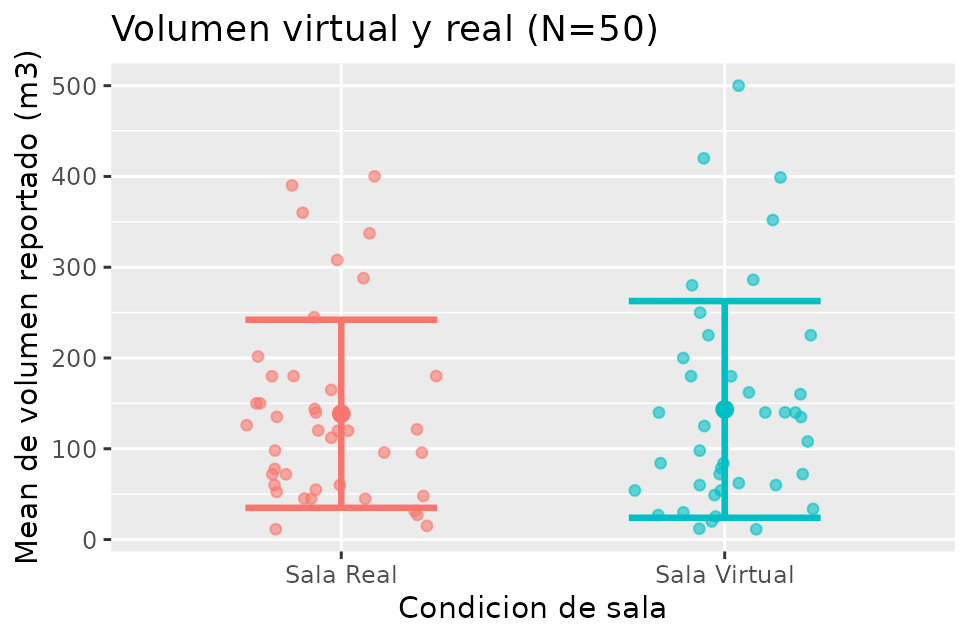 Volumen virtual y real (N=50)
Mean de volumen reportado (m3)
500
400
300
200
100
0
Sala Real
Sala Virtual
Condicion de sala